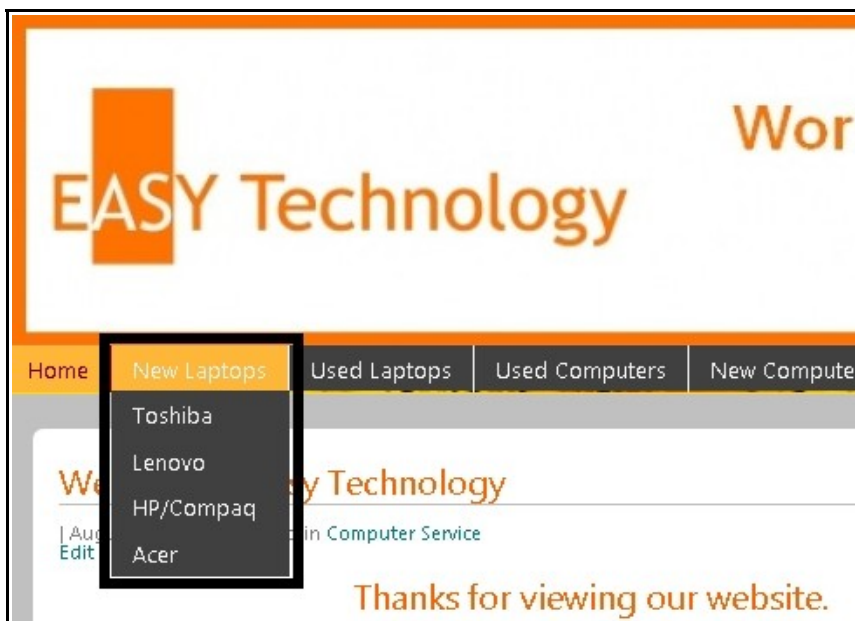 Wor
EASY Technology
Home New Laptops Used Laptops Used Computers New Compute
Toshiba
Lenovo
HP/Compaq
Acer
We y Technology
| Aug in Computer Service
Edit
Thanks for viewing our website.